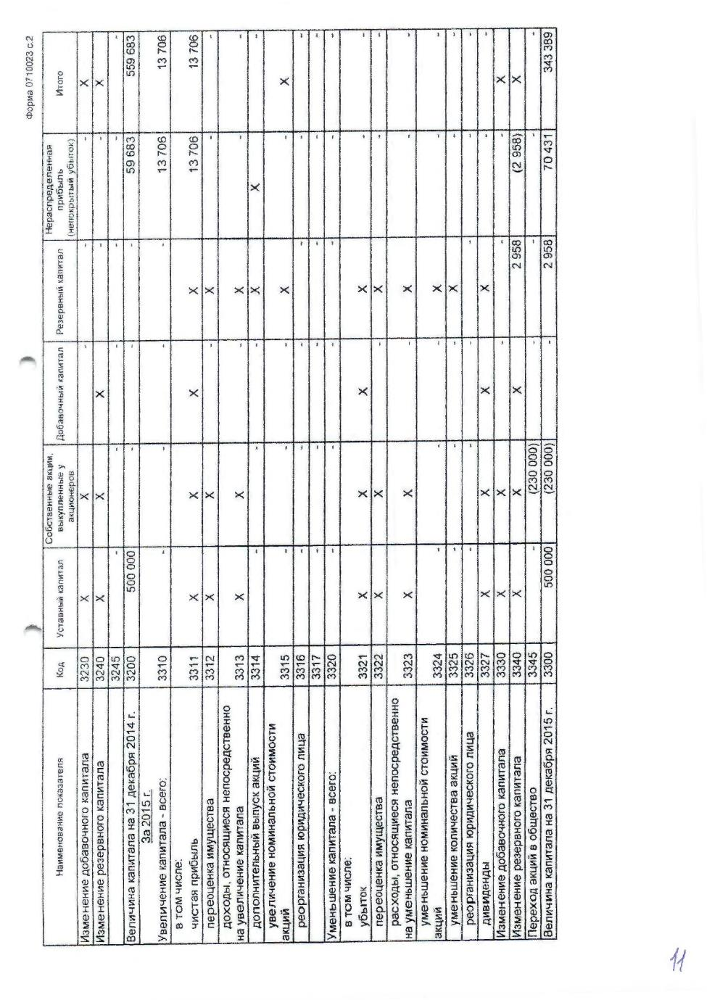 Форма 0710023 с.2
Наименование показателя Код Уставный капитал Собственные акции, выкупленные у акционеров Добавочный капитал Резервный капитал Нераспределенная прибыль (непокрытый убыток) Итого
Изменение добавочного капитала 3230 X X - - - X
Изменение резервного капитала 3240 X X X - - X
3245 - - - - - -
Величина капитала на 31 декабря 2014 г. 3200 500 000 - - - 59 683 559 683
За 2015 г.
Увеличение капитала - всего: 3310 - - - - 13 706 13 706
в том числе:
чистая прибыль 3311 X X X X 13 706 13 706
переоценка имущества 3312 X X - X - -
доходы, относящиеся непосредственно
на увеличение капитала 3313 X X - X - -
дополнительный выпуск акций 3314 - - - X X -
увеличение номинальной стоимости
акций 3315 - - - X - X
реорганизация юридического лица 3316 - - - - - -
3317 - - - - - -
Уменьшение капитала - всего: 3320 - - - - - -
в том числе:
убыток 3321 X X X X - -
переоценка имущества 3322 X X - X - -
расходы, относящиеся непосредственно
на уменьшение капитала 3323 X X - X - -
уменьшение номинальной стоимости
акций 3324 - - - X - -
уменьшение количества акций 3325 - - - X - -
реорганизация юридического лица 3326 - - - - - -
дивиденды 3327 X X X X - -
Изменение добавочного капитала 3330 X X - - - X
Изменение резервного капитала 3340 X X X 2 958 (2 958) X
Переход акций в общество 3345 - (230 000) - - - -
Величина капитала на 31 декабря 2015 г. 3300 500 000 (230 000) - 2 958 70 431 343 389
11